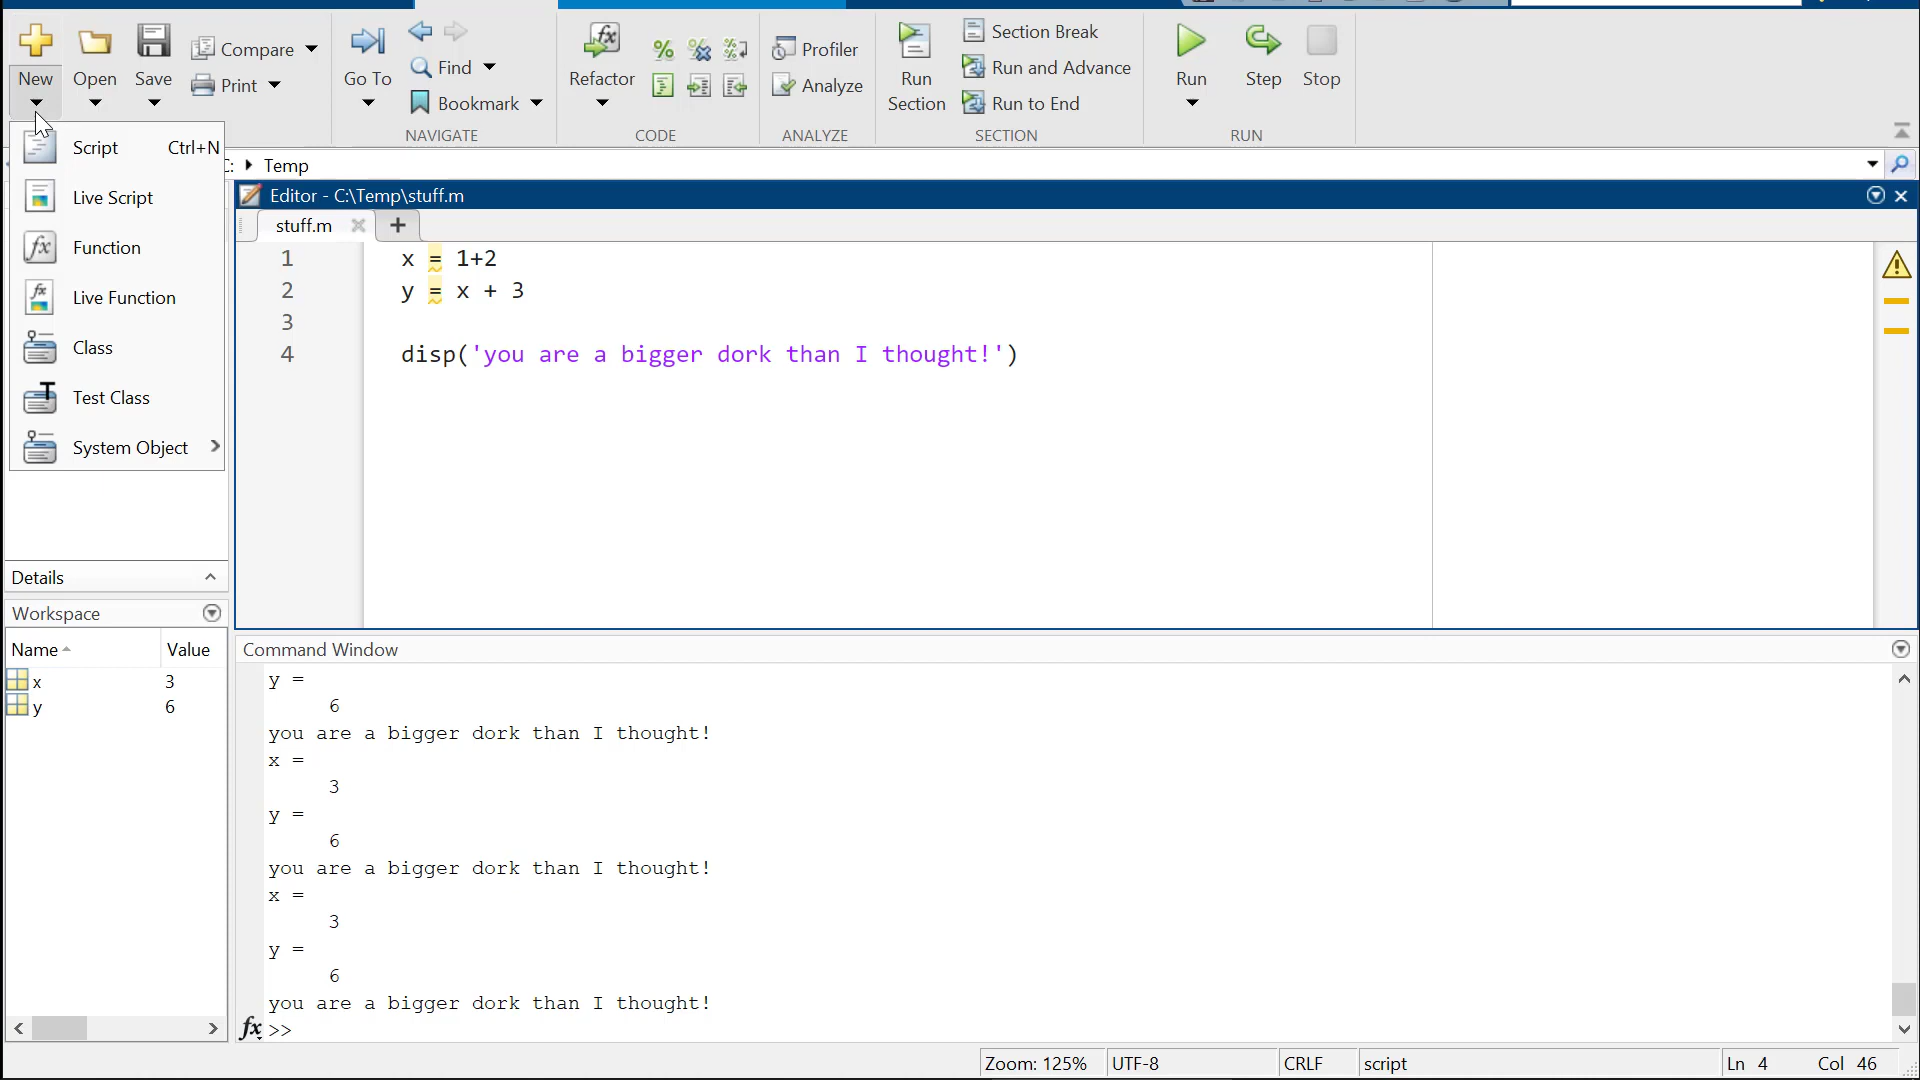 New
Open
Save
Compare
Print
Go To
Find
Bookmark
NAVIGATE
Refactor
CODE
Profiler
Analyze
ANALYZE
Run
Section
Section Break
Run and Advance
Run to End
SECTION
Run
Step
Stop
RUN
Script Ctrl+N
Live Script
Function
Live Function
Class
Test Class
System Object
C: Temp
Editor - C:\Temp\stuff.m
stuff.m
1 x = 1+2
2 y = x + 3
3
4 disp('you are a bigger dork than I thought!')
Details
Workspace
Name Value
x 3
y 6
Command Window
y =
6
you are a bigger dork than I thought!
x =
3
y =
6
you are a bigger dork than I thought!
x =
3
y =
6
you are a bigger dork than I thought!
fx >>
Zoom: 125% UTF-8 CRLF script Ln 4 Col 46